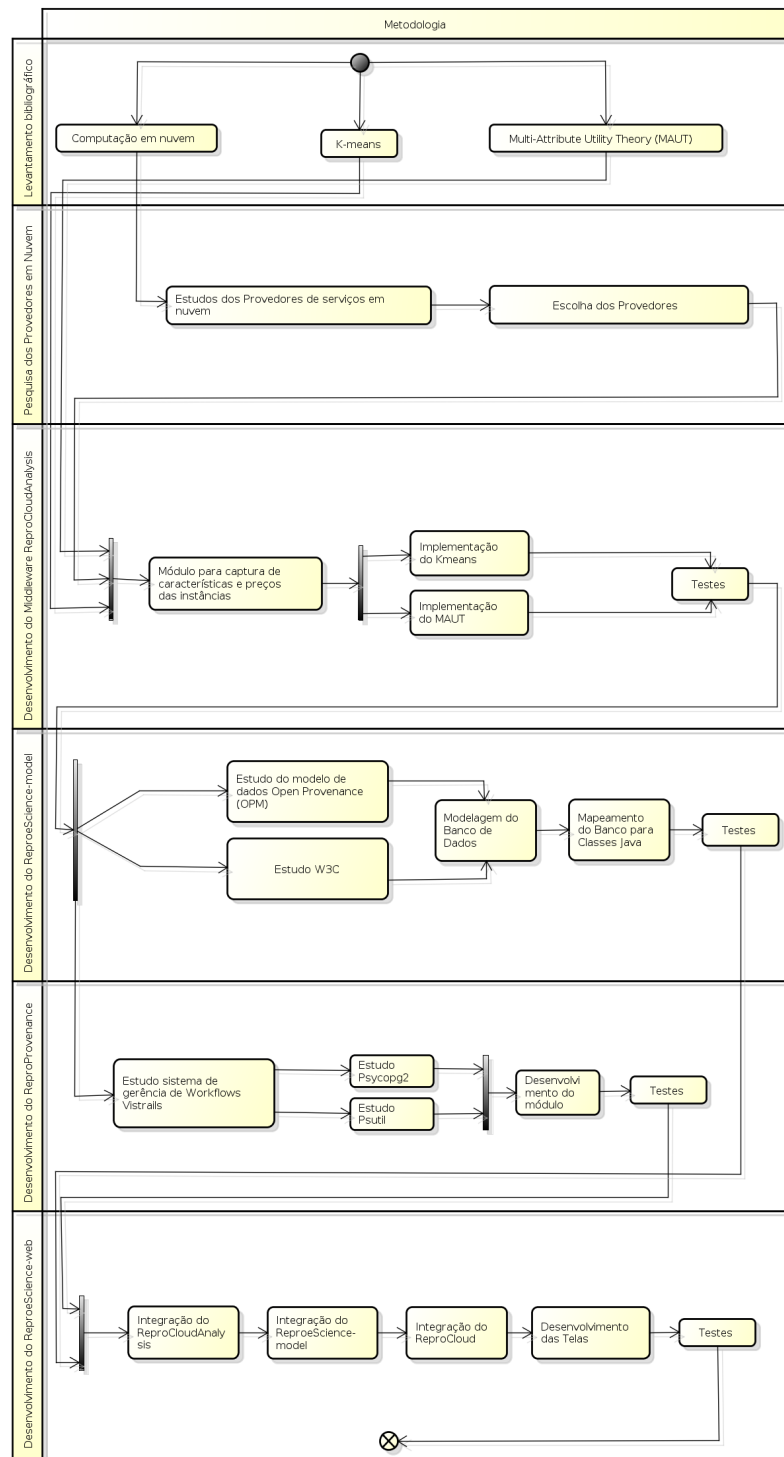 Metodologia
Levantamento bibliográfico
Computação em nuvem
K-means
Multi-Attribute Utility Theory (MAUT)
Pesquisa dos Provedores em Nuvem
Estudos dos Provedores de serviços em
nuvem
Escolha dos Provedores
Desenvolvimento do Middleware ReproCloudAnalysis
Módulo para captura de
características e preços
das instâncias
Implementação
do Kmeans
Implementação
do MAUT
Testes
Desenvolvimento do ReproeScience-model
Estudo do modelo de
dados Open Provenance
(OPM)
Estudo W3C
Modelagem do
Banco de
Dados
Mapeamento
do Banco para
Classes Java
Testes
Desenvolvimento do ReproProvenance
Estudo sistema de
gerência de Workflows
Vistrails
Estudo
Psycopg2
Estudo
Psutil
Desenvolvi
mento do
módulo
Testes
Desenvolvimento do ReproeScience-web
Integração do
ReproCloudAnaly
sis
Integração do
ReproeScience-
model
Integração do
ReproCloud
Desenvolvimento
das Telas
Testes